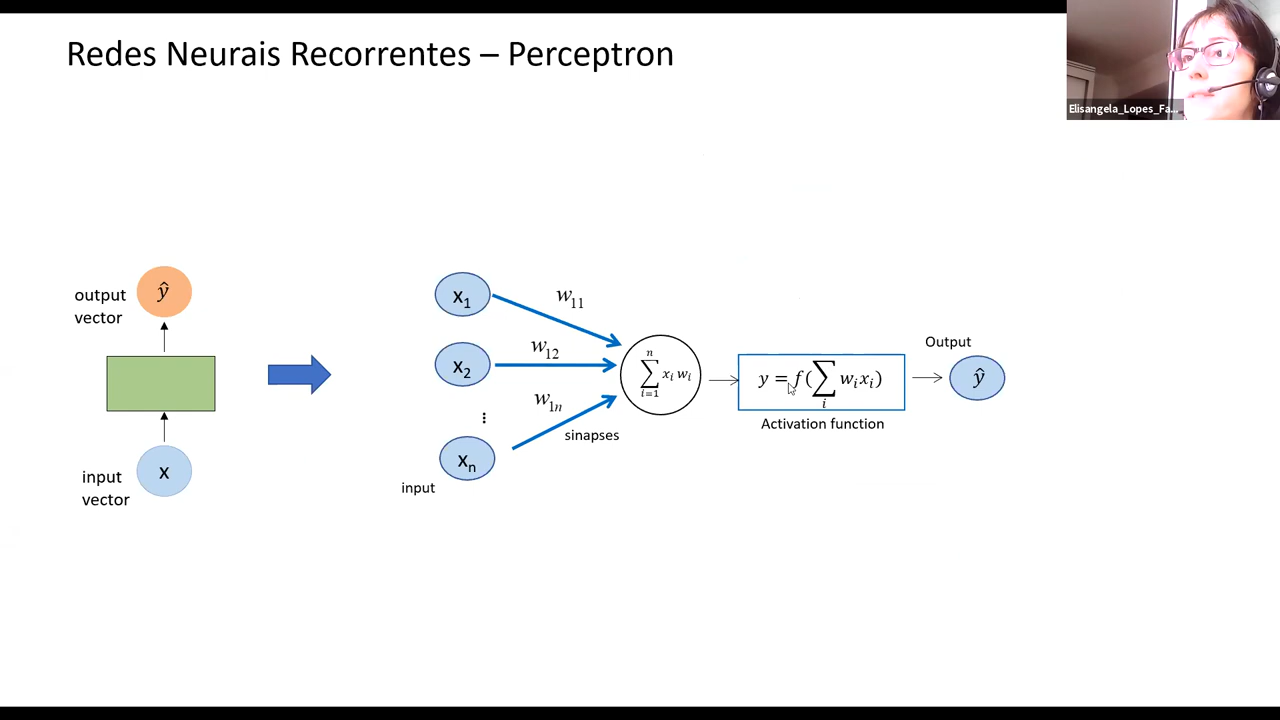 Redes Neurais Recorrentes – Perceptron
Elisangela_Lopes_Fa...
output
vector
ŷ
input
vector
x
x₁
x₂
⋮
xₙ
input
w₁₁
w₁₂
w₁ₙ
sinapses
∑ⁿᵢ₌₁ xᵢ wᵢ
y = f(∑ᵢ wᵢxᵢ)
Activation function
Output
ŷ